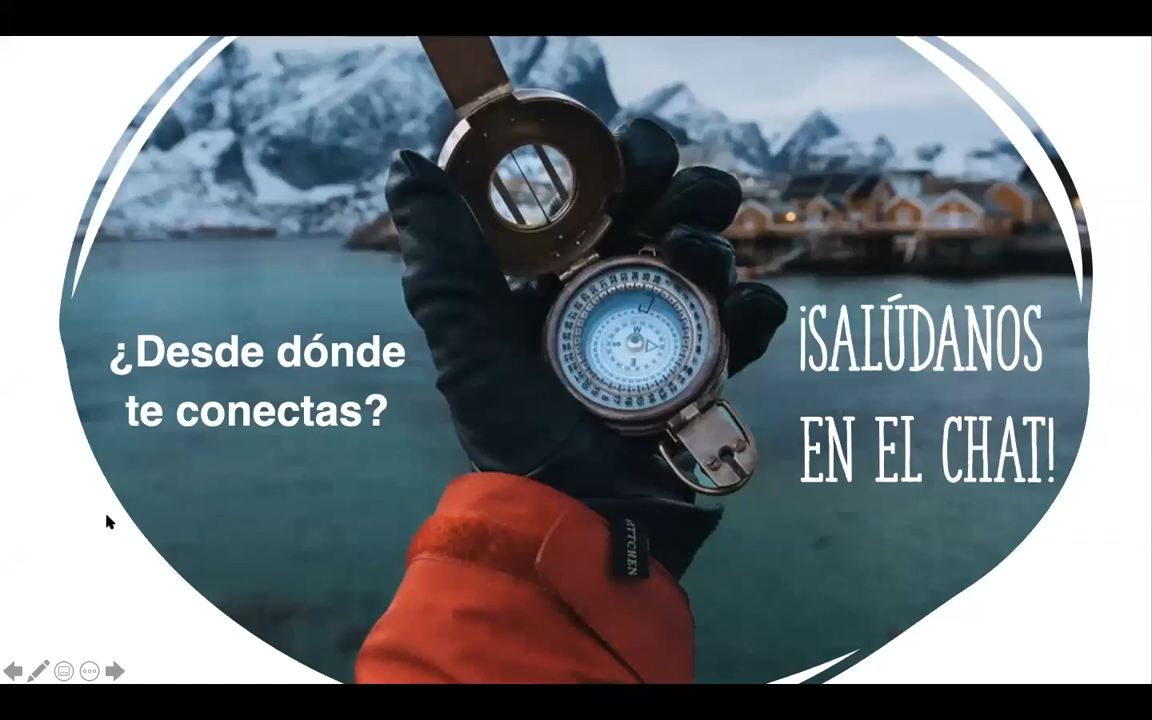 ¿Desde dónde
te conectas?
¡SALÚDANOS
EN EL CHAT!
W
E